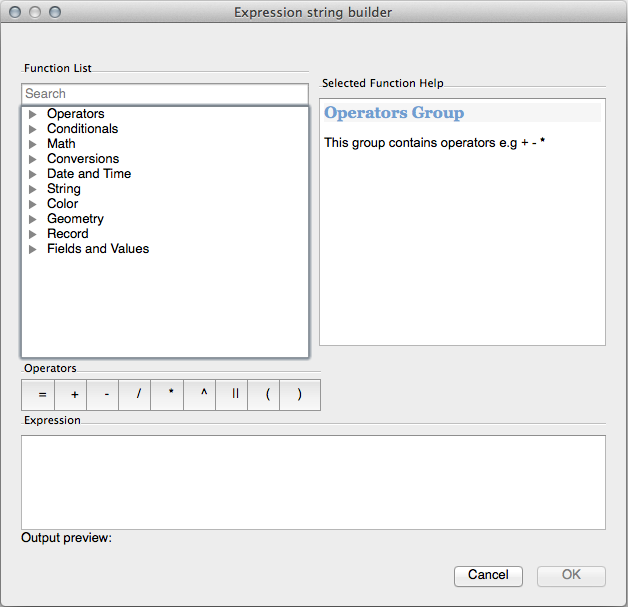 Expression string builder
Function List
Search
Operators
Conditionals
Math
Conversions
Date and Time
String
Color
Geometry
Record
Fields and Values
Selected Function Help
Operators Group
This group contains operators e.g + - *
Operators
= + - / * ^ || ( )
Expression
Output preview:
Cancel OK